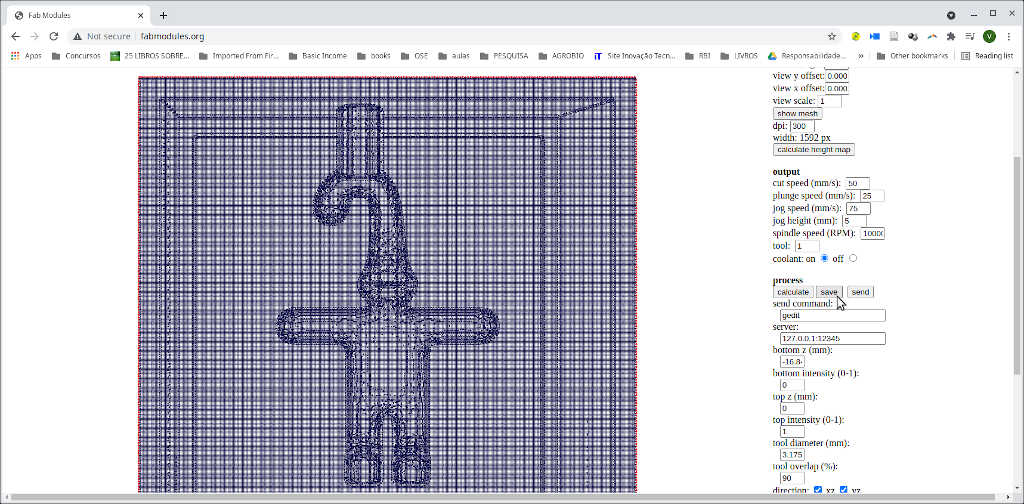 Fab Modules
Not secure | fabmodules.org
V
Apps Concursos 25 LIBROS SOBRE... Imported From Fir... Basic Income books OSE aulas PESQUISA AGROBIO Site Inovação-Tecn... RBI LIVROS Responsabilidade... » Other bookmarks Reading list
view y offset: 0.000
view x offset: 0.000
view scale: 1
show mesh
dpi: 300
width: 1592 px
calculate height map
output
cut speed (mm/s): 50
plunge speed (mm/s): 25
jog speed (mm/s): 75
jog height (mm): 5
spindle speed (RPM): 10000
tool: 1
coolant: on off
process
calculate save send
send command:
gedit
server:
127.0.0.1:12345
bottom z (mm):
-16.8
bottom intensity (0-1):
0
top z (mm):
0
top intensity (0-1):
1
tool diameter (mm):
3.175
tool overlap (%):
90
direction: xz yz